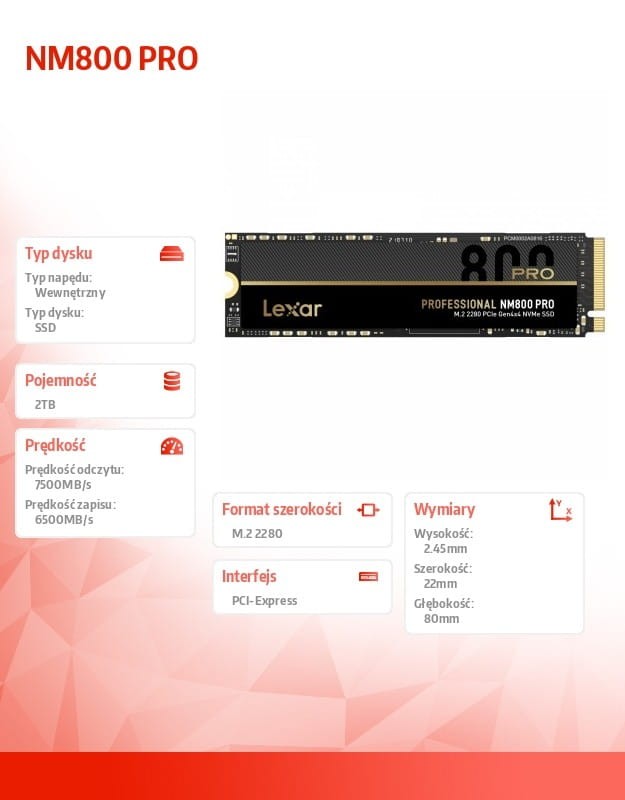 NM800 PRO
Typ dysku
Typ napędu:
Wewnętrzny
Typ dysku:
SSD
Pojemność
2TB
Prędkość
Prędkość odczytu:
7500MB/s
Prędkość zapisu:
6500MB/s
800
PRO
Lexar
PROFESSIONAL NM800 PRO
M.2 2280 PCIe Gen4x4 NVMe SSD
Format szerokości
M.2 2280
Interfejs
PCI-Express
Wymiary
Y
X
Wysokość:
2.45mm
Szerokość:
22mm
Głębokość:
80mm